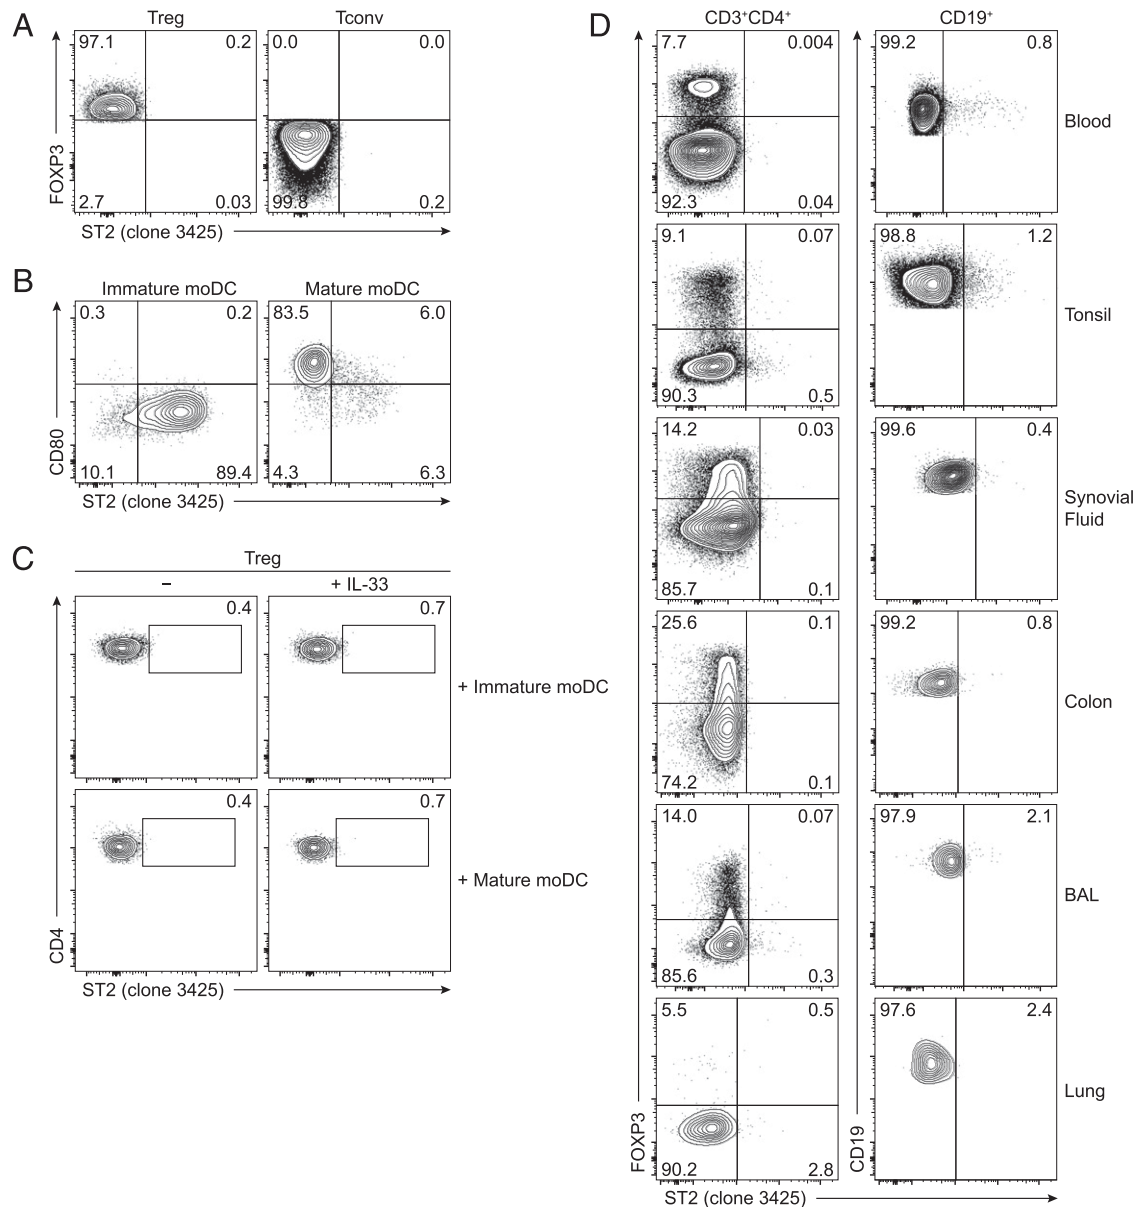 A
Treg
Tconv
97.1
0.2
0.0
0.0
2.7
0.03
99.8
0.2
FOXP3
ST2 (clone 3425)
B
Immature moDC
Mature moDC
0.3
0.2
83.5
6.0
10.1
89.4
4.3
6.3
CD80
ST2 (clone 3425)
C
Treg
–
+ IL-33
0.4
0.7
+ Immature moDC
0.4
0.7
+ Mature moDC
CD4
ST2 (clone 3425)
D
CD3⁺CD4⁺
CD19⁺
7.7
0.004
99.2
0.8
Blood
92.3
0.04
9.1
0.07
98.8
1.2
Tonsil
90.3
0.5
14.2
0.03
99.6
0.4
Synovial
Fluid
85.7
0.1
25.6
0.1
99.2
0.8
Colon
74.2
0.1
14.0
0.07
97.9
2.1
BAL
85.6
0.3
5.5
0.5
97.6
2.4
Lung
90.2
2.8
FOXP3
CD19
ST2 (clone 3425)